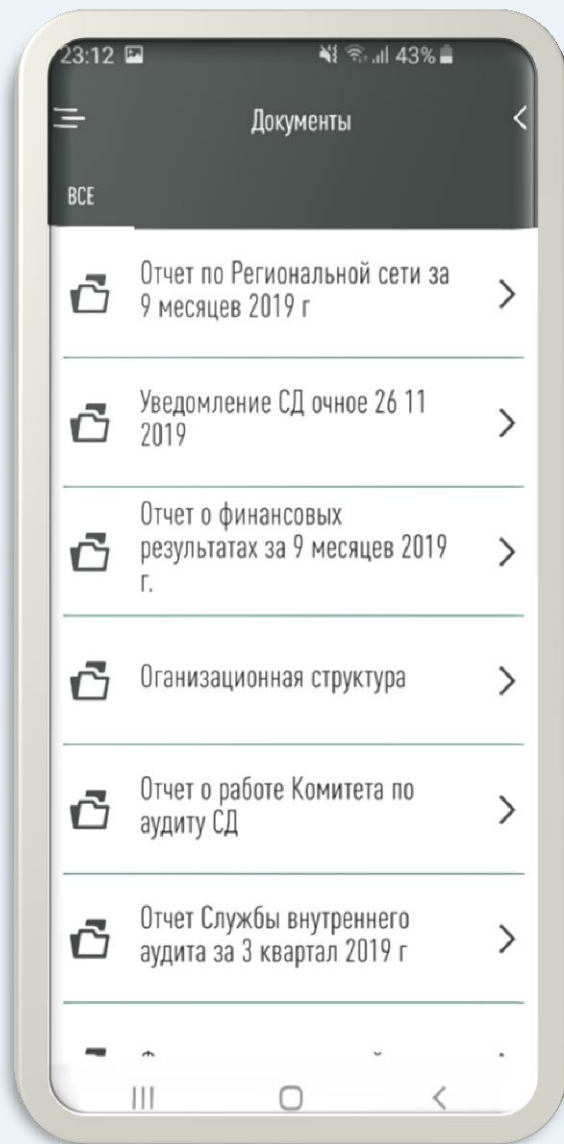 23:12
43%
Документы
ВСЕ
Отчет по Региональной сети за
9 месяцев 2019 г
Уведомление СД очное 26 11
2019
Отчет о финансовых
результатах за 9 месяцев 2019
г.
Оганизационная структура
Отчет о работе Комитета по
аудиту СД
Отчет Службы внутреннего
аудита за 3 квартал 2019 г